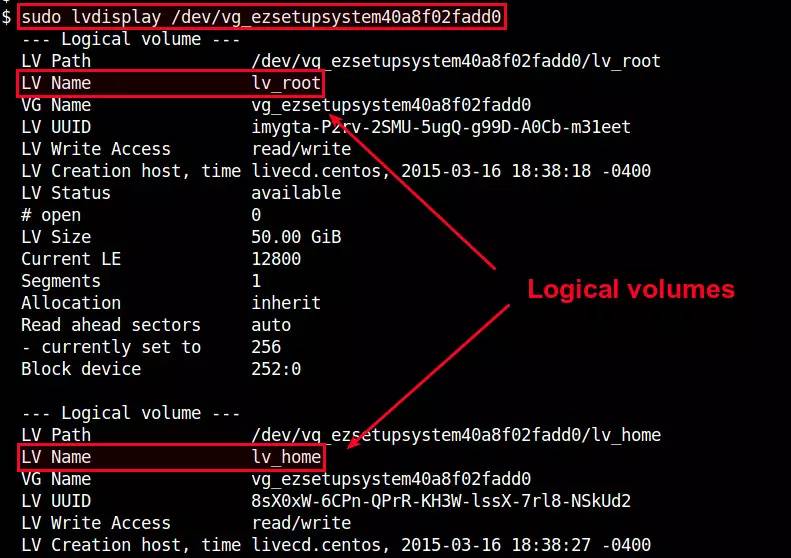 $ sudo lvdisplay /dev/vg_ezsetupsystem40a8f02fadd0
--- Logical volume ---
LV Path /dev/vg_ezsetupsystem40a8f02fadd0/lv_root
LV Name lv_root
VG Name vg_ezsetupsystem40a8f02fadd0
LV UUID imygta-P2rv-2SMU-5ugQ-g99D-A0Cb-m31eet
LV Write Access read/write
LV Creation host, time livecd.centos, 2015-03-16 18:38:18 -0400
LV Status available
# open 0
LV Size 50.00 GiB
Current LE 12800
Segments 1
Allocation inherit
Read ahead sectors auto
- currently set to 256
Block device 252:0
Logical volumes
--- Logical volume ---
LV Path /dev/vg_ezsetupsystem40a8f02fadd0/lv_home
LV Name lv_home
VG Name vg_ezsetupsystem40a8f02fadd0
LV UUID 8sX0xW-6CPn-QPrR-KH3W-lssX-7rl8-NSkUd2
LV Write Access read/write
LV Creation host, time livecd.centos, 2015-03-16 18:38:27 -0400